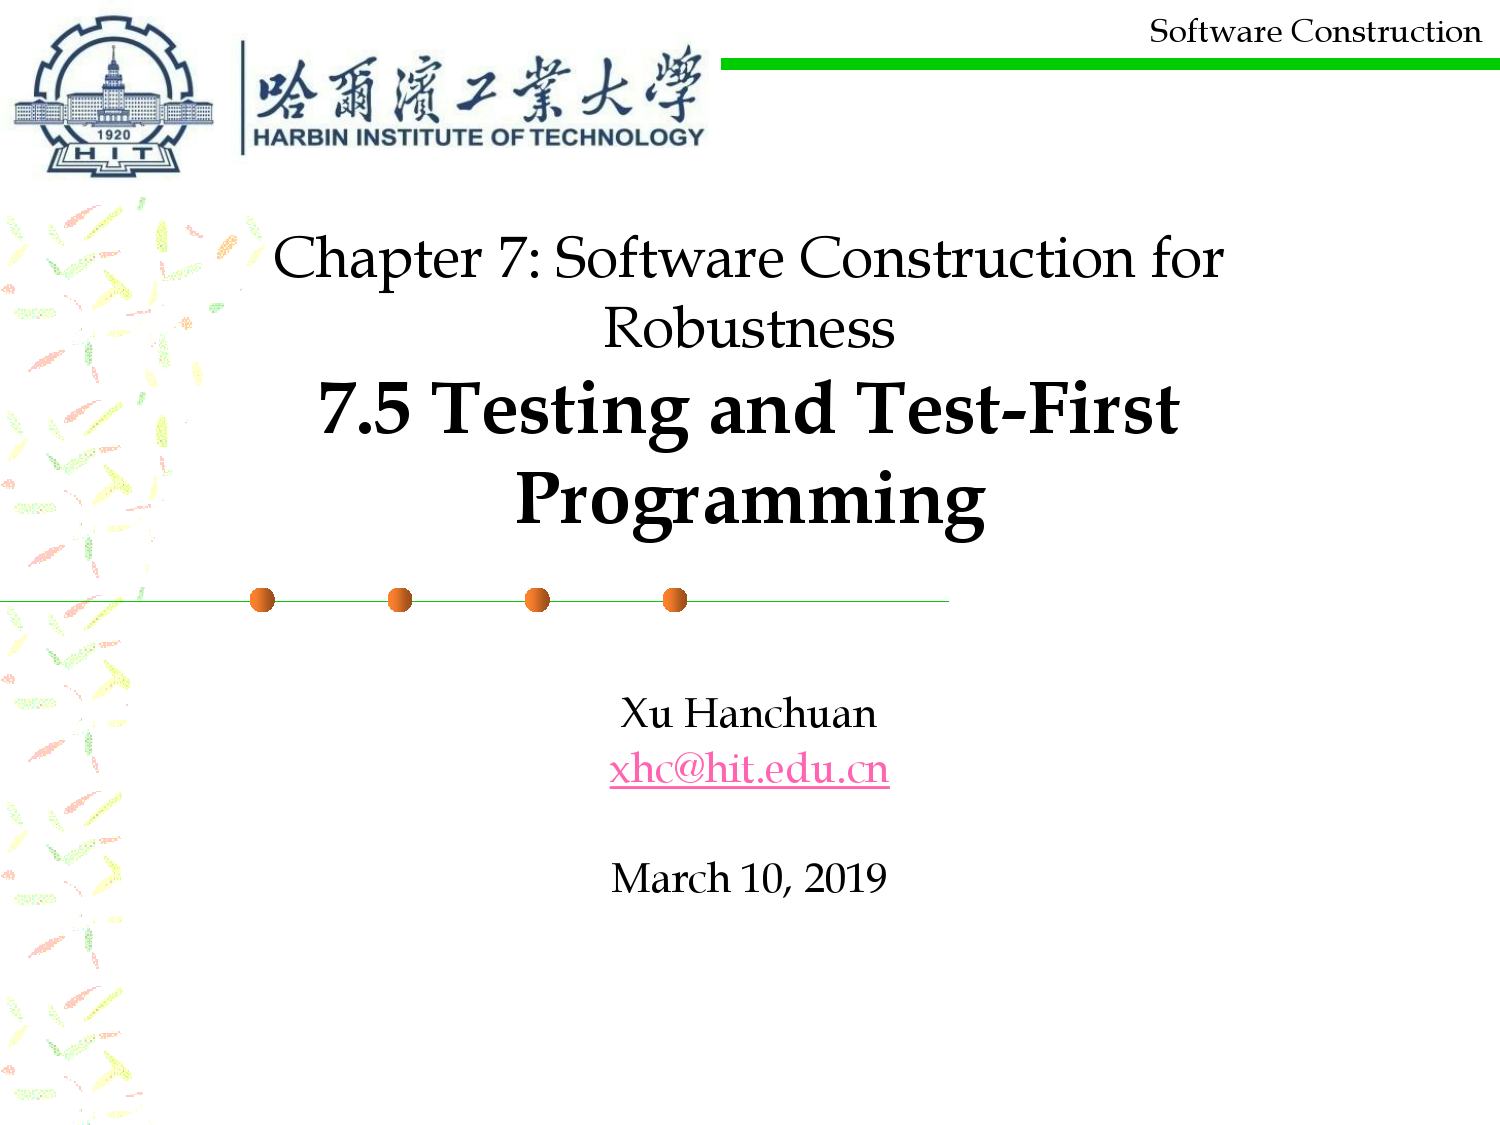 Software Construction
哈爾濱工業大學
HARBIN INSTITUTE OF TECHNOLOGY
1920
HIT
Chapter 7: Software Construction for
Robustness
7.5 Testing and Test-First
Programming
Xu Hanchuan
xhc@hit.edu.cn
March 10, 2019